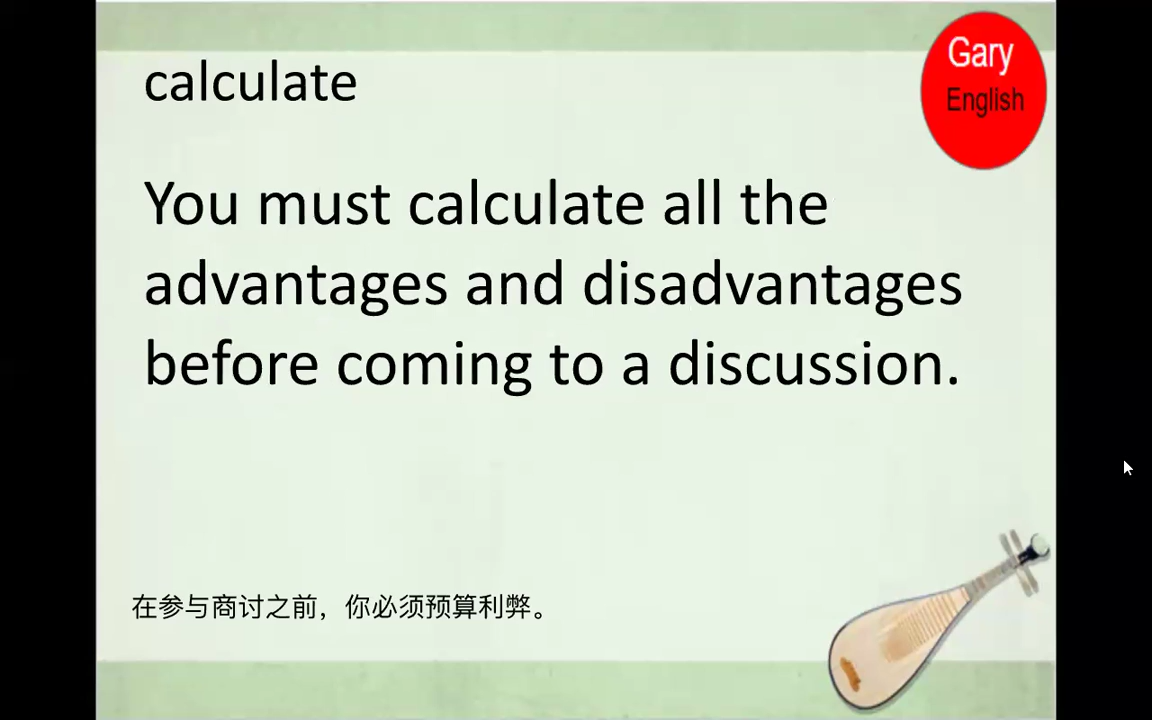 calculate
Gary
English
You must calculate all the
advantages and disadvantages
before coming to a discussion.
在参与商讨之前，你必须预算利弊。